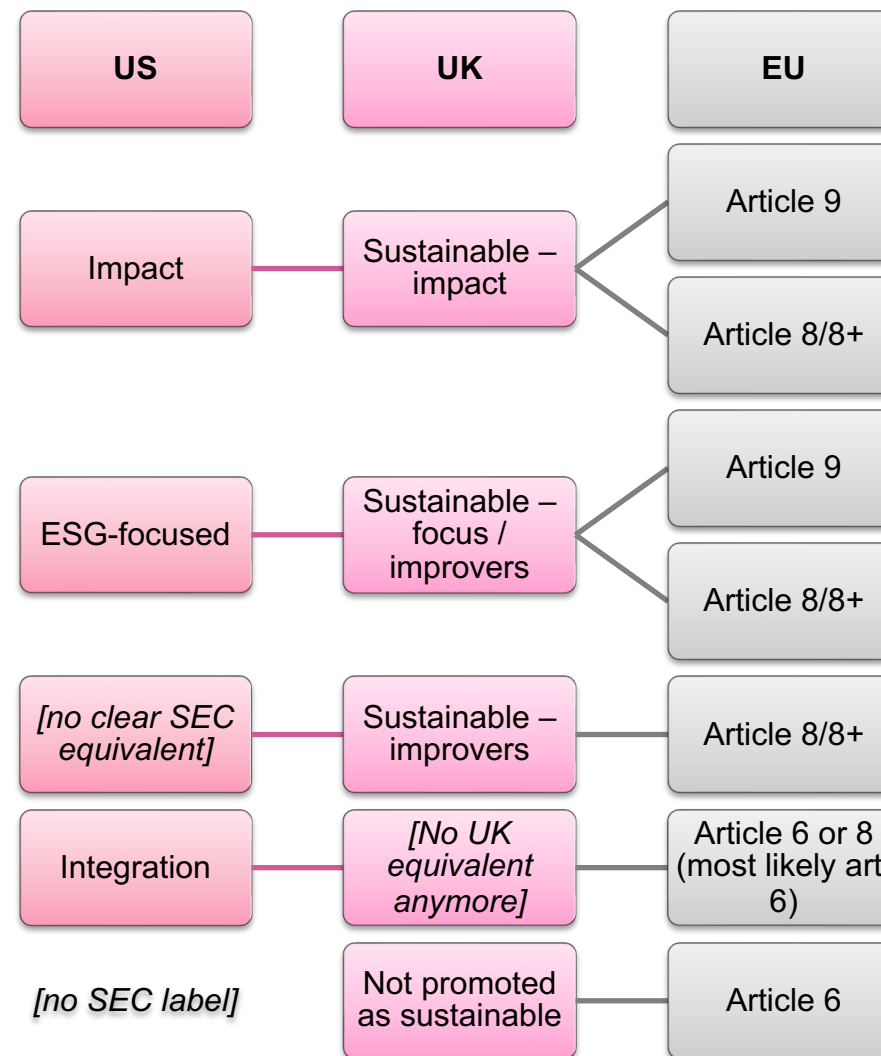 US
UK
EU
Article 9
Impact
Sustainable –
impact
Article 8/8+
Article 9
ESG-focused
Sustainable –
focus /
improvers
Article 8/8+
[no clear SEC
equivalent]
Sustainable –
improvers
Article 8/8+
Integration
[No UK
equivalent
anymore]
Article 6 or 8
(most likely art
6)
[no SEC label]
Not promoted
as sustainable
Article 6